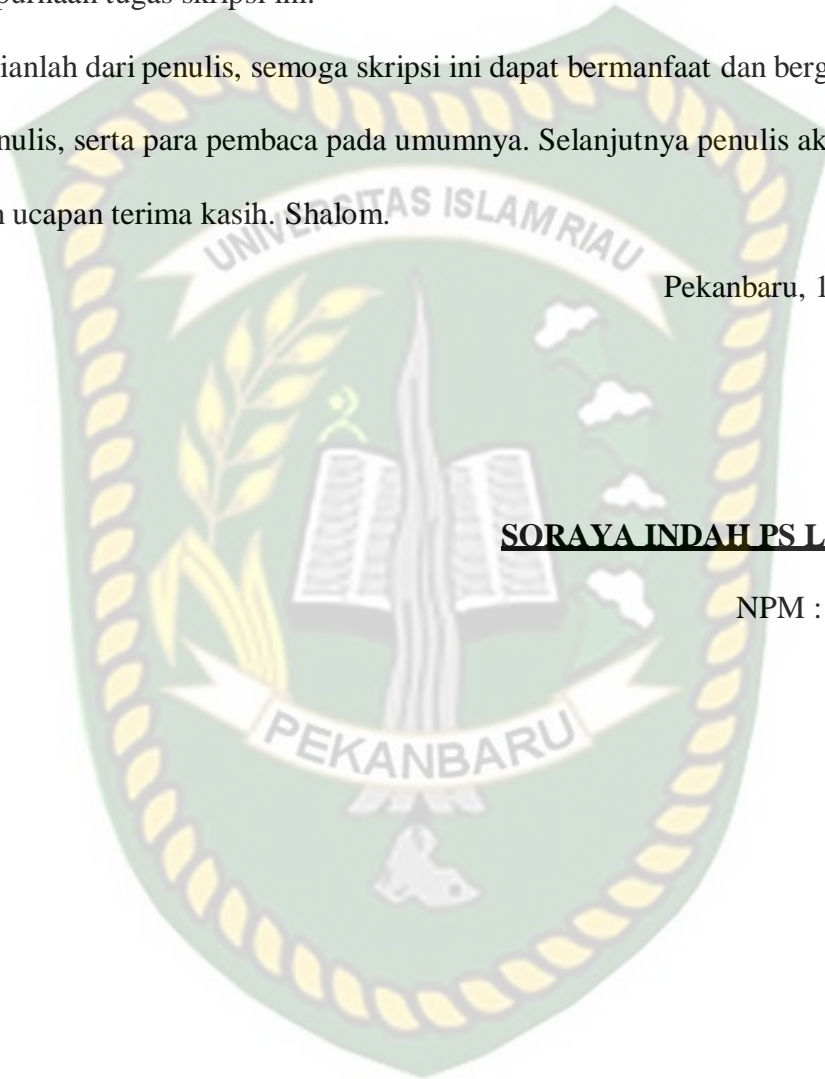 purnaan tugas skripsi ini.
ianlah dari penulis, semoga skripsi ini dapat bermanfaat dan berg
nulis, serta para pembaca pada umumnya. Selanjutnya penulis ak
n ucapan terima kasih. Shalom.
UNIVERSITAS ISLAM RIAU
Pekanbaru, 1
SORAYA INDAH PS L
NPM :
PEKANBARU